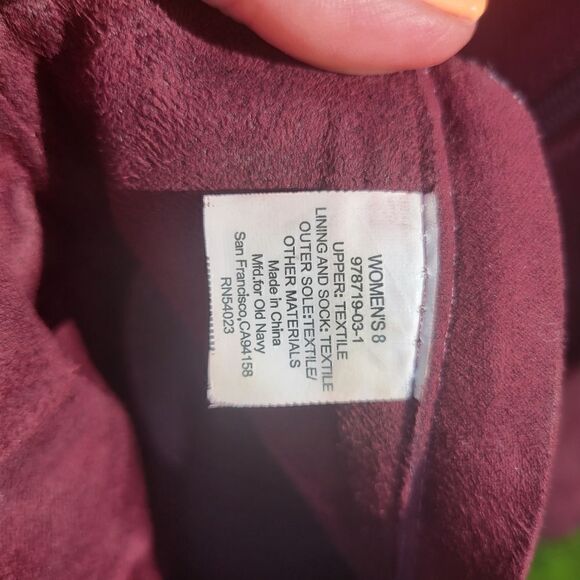 WOMEN'S 8
978719-03-1
UPPER: TEXTILE
LINING AND SOCK: TEXTILE
OUTER SOLE:TEXTILE/
OTHER MATERIALS
Made in China
Mfd.for Old Navy
San Francisco,CA94158
RN54023